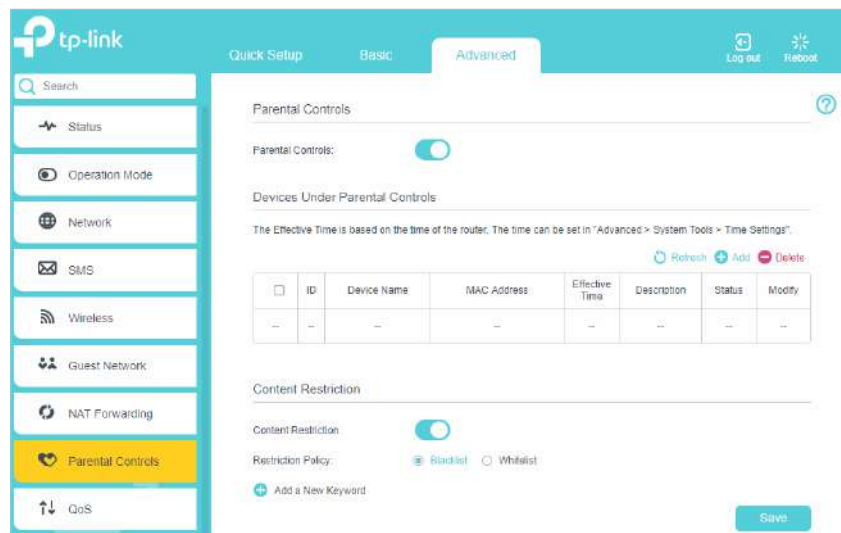 tp-link
Quick Setup Basic Advanced Log out Reboot
Search
Status
Operation Mode
Network
SMS
Wireless
Guest Network
NAT Forwarding
Parental Controls
QoS
Parental Controls
Parental Controls:
Devices Under Parental Controls
The Effective Time is based on the time of the router. The time can be set in "Advanced > System Tools > Time Settings".
Refresh Add Delete
ID Device Name MAC Address Effective Time Description Status Modify
-- -- -- -- -- -- -- --
Content Restriction
Content Restriction
Restriction Policy: Blacklist Whitelist
Add a New Keyword
Save